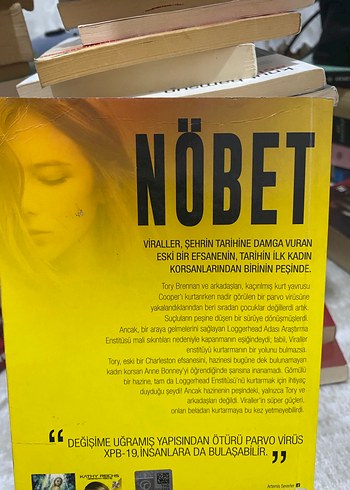 NÖBET
VİRALLER, ŞEHRİN TARİHİNE DAMGA VURAN
ESKİ BİR EFSANENİN, TARİHİN İLK KADIN
KORSANLARINDAN BİRİNİN PEŞİNDE.
Tory Brennan ve arkadaşları, kaçırılmış kurt yavrusu
Cooper'ı kurtarırken nadir görülen bir parvo virüsüne
yakalandıklarından beri sıradan çocuklar değillerdi artık.
Suçluların peşine düşen bir sürüye dönüşmüşlerdi.
Ancak, bir araya gelmelerini sağlayan Loggerhead Adası Araştırma
Enstitüsü mali sıkıntıları nedeniyle kapanmanın eşiğindeydi; tabii, Viraller
enstitüyü kurtarmanın bir yolunu bulmazsa.
Tory, eski bir Charleston efsanesini, hazinesi bugüne dek bulunamayan
kadın korsan Anne Bonney'i öğrendiğinde şansına inanamadı. Gömülü
bir hazine, tam da Loggerhead Enstitüsü'nü kurtarmak için ihtiyaç
duyduğu şeydi! Ancak hazinenin peşindeki, yalnızca Tory ve
arkadaşları değildi. Viraller'in süper güçleri,
onları beladan kurtarmaya bu kez yetmeyebilirdi.
“ DEĞİŞİME UĞRAMIŞ YAPISINDAN ÖTÜRÜ PARVO VİRÜS
XPB-19, İNSANLARA DA BULAŞABİLİR. ”
KATHY REICHS